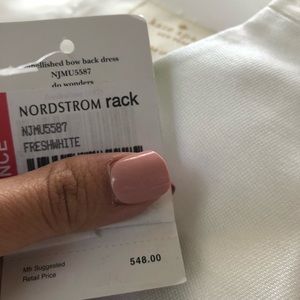 embellished bow back dress
NJMU5587
do wonders
NORDSTROM rack
NJMU5587
FRESHWHITE
NCE
Mfr Suggested
Retail Price
548.00